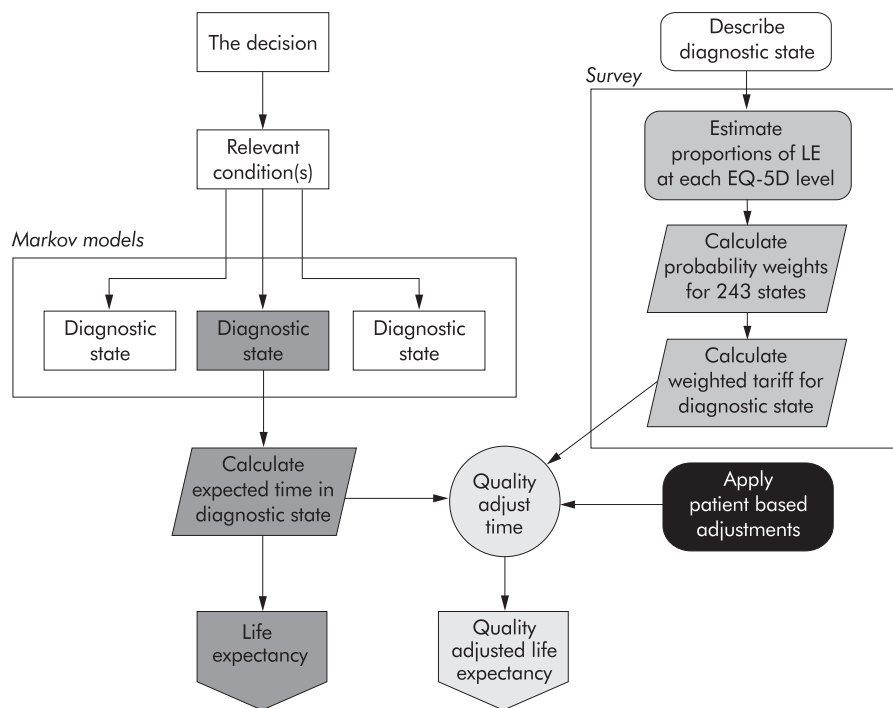 The decision
Relevant
condition(s)
Markov models
Diagnostic
state
Diagnostic
state
Diagnostic
state
Calculate
expected time in
diagnostic state
Life
expectancy
Describe
diagnostic state
Survey
Estimate
proportions of LE
at each EQ-5D level
Calculate
probability weights
for 243 states
Calculate
weighted tariff for
diagnostic state
Quality
adjust
time
Apply
patient based
adjustments
Quality
adjusted life
expectancy